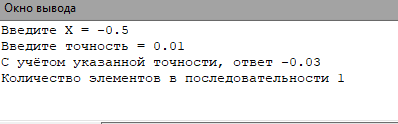 Окно вывода
Введите X = -0.5
Введите точность = 0.01
С учётом указанной точности, ответ -0.03
Количество элементов в последовательности 1